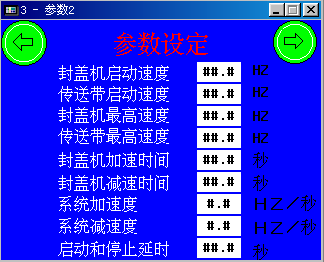 3 - 参数2
参数设定
封盖机启动速度 ##.# HZ
传送带启动速度 ##.# HZ
封盖机最高速度 ##.# HZ
传送带最高速度 ##.# HZ
封盖机加速时间 ##.# 秒
封盖机减速时间 ##.# 秒
系统加速度 #.# HZ/秒
系统减速度 #.# HZ/秒
启动和停止延时 ##.# 秒